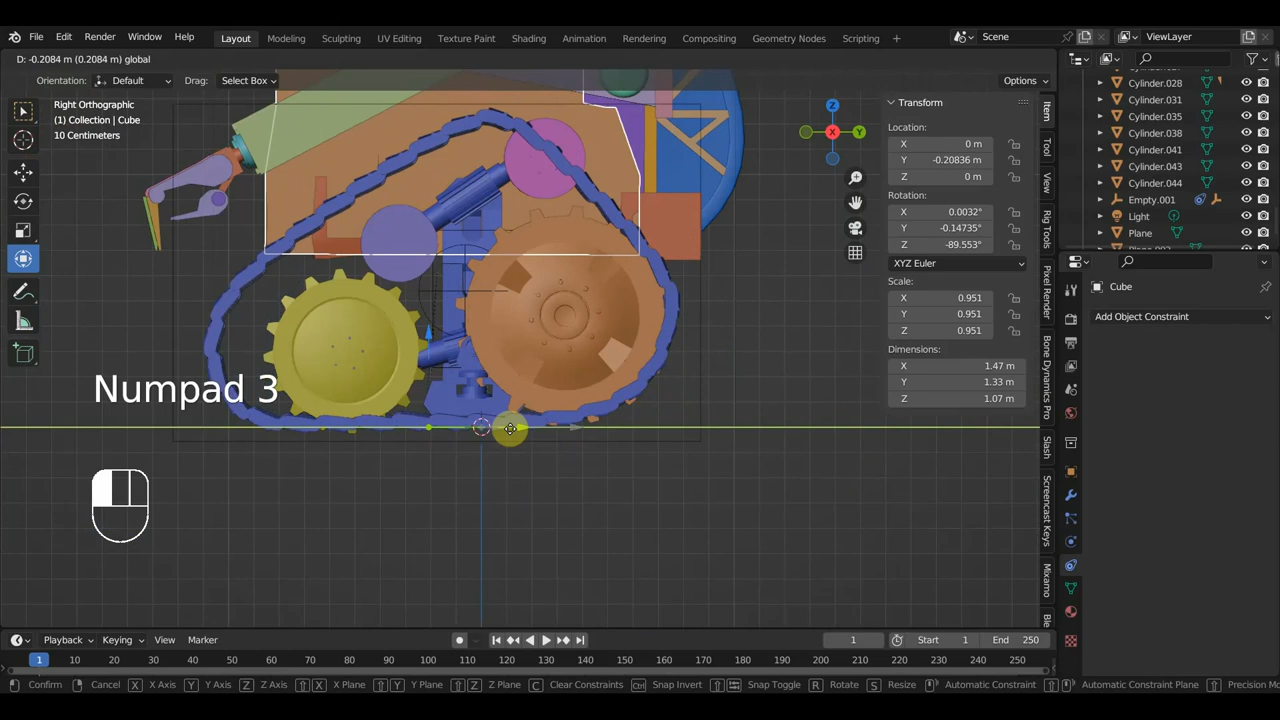 File Edit Render Window Help Layout Modeling Sculpting UV Editing Texture Paint Shading Animation Rendering Compositing Geometry Nodes Scripting + Scene ViewLayer
D: -0.2084 m (0.2084 m) global
Orientation: Default Drag: Select Box Options
Right Orthographic
(1) Collection | Cube
10 Centimeters
Z
X
Y
Transform
Location:
X 0 m
Y -0.20836 m
Z 0 m
Rotation:
X 0.0032°
Y -0.14735°
Z -89.553°
XYZ Euler
Scale:
X 0.951
Y 0.951
Z 0.951
Dimensions:
X 1.47 m
Y 1.33 m
Z 1.07 m
Item
Tool
View
Rig Tools
Pixel Render
Bone Dynamics Pro
Slash
Screencast Keys
Mixamo
Cylinder.028
Cylinder.031
Cylinder.035
Cylinder.038
Cylinder.041
Cylinder.043
Cylinder.044
Empty.001
Light
Plane
Cube
Add Object Constraint
Numpad 3
Playback Keying View Marker 1 Start 1 End 250
1 10 20 30 40 50 60 70 80 90 100 110 120 130 140 150 160 170 180 190 200 210 220 230 240 250
Confirm Cancel X X Axis Y Y Axis Z Z Axis X X Plane Y Y Plane Z Z Plane C Clear Constraints Ctrl Snap Invert Snap Toggle R Rotate S Resize Automatic Constraint Automatic Constraint Plane Precision Mo